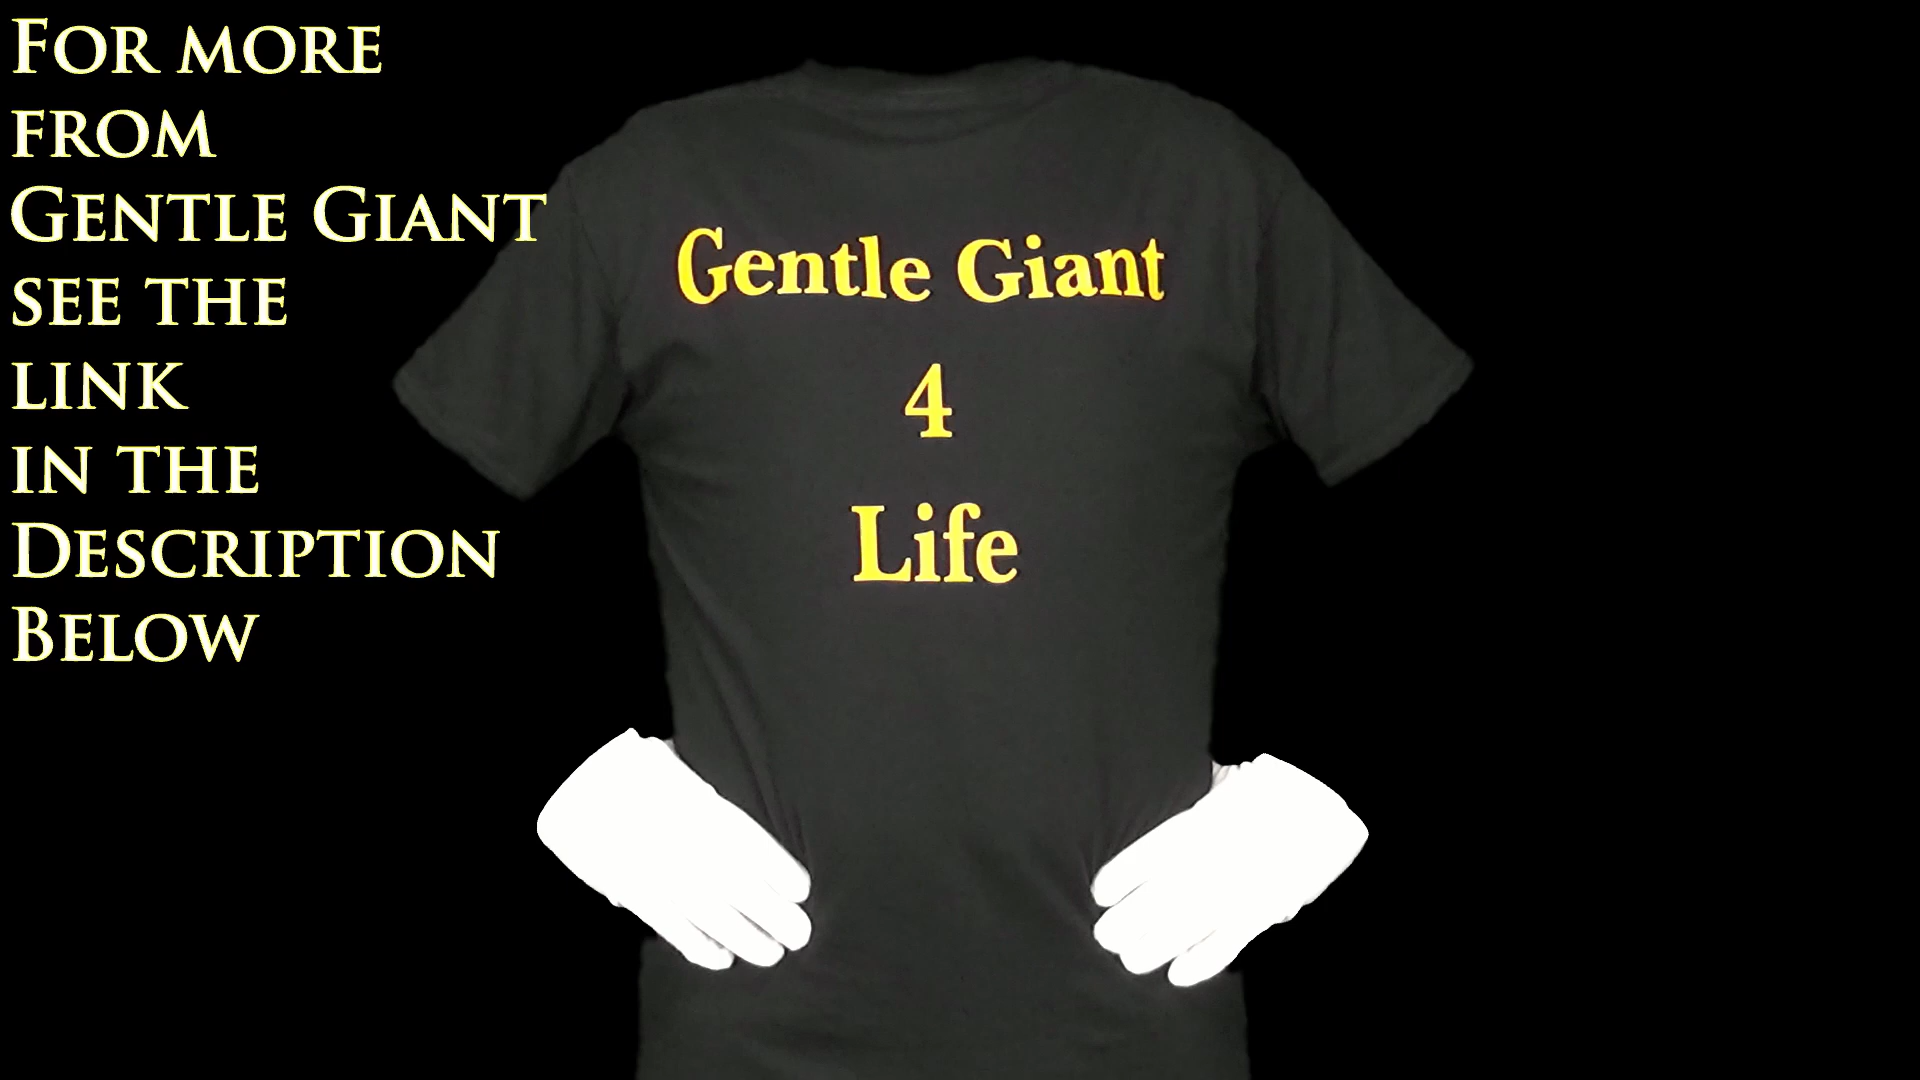 For more
from
Gentle Giant
see the
link
in the
Description
Below
Gentle Giant
4
Life